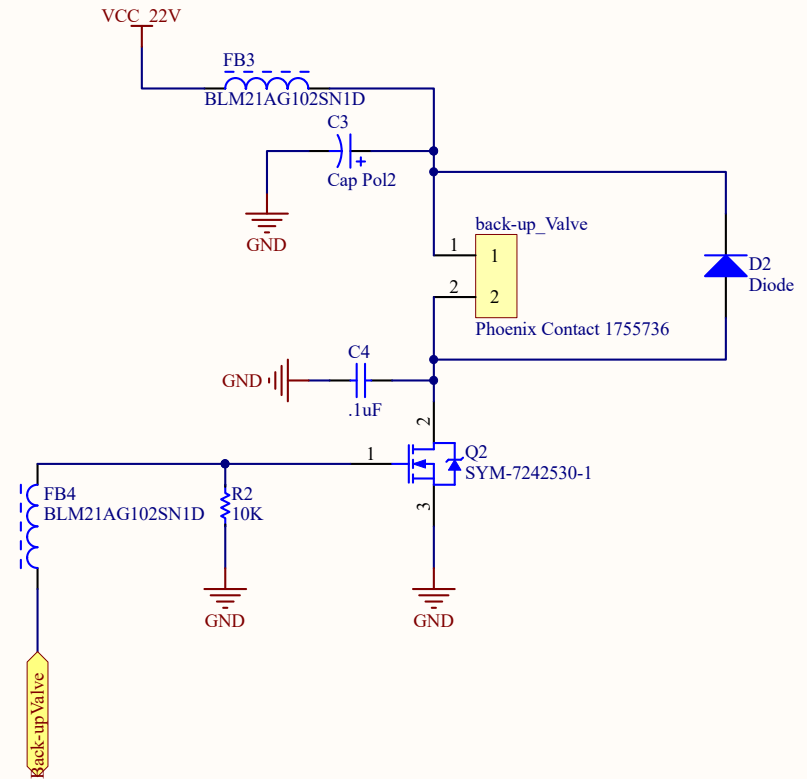 VCC_22V
FB3
BLM21AG102SN1D
C3
Cap Pol2
GND
back-up_Valve
1
1
2
2
Phoenix Contact 1755736
D2
Diode
C4
GND
.1uF
2
1
Q2
SYM-7242530-1
3
FB4
BLM21AG102SN1D
R2
10K
GND
GND
Back-upValve